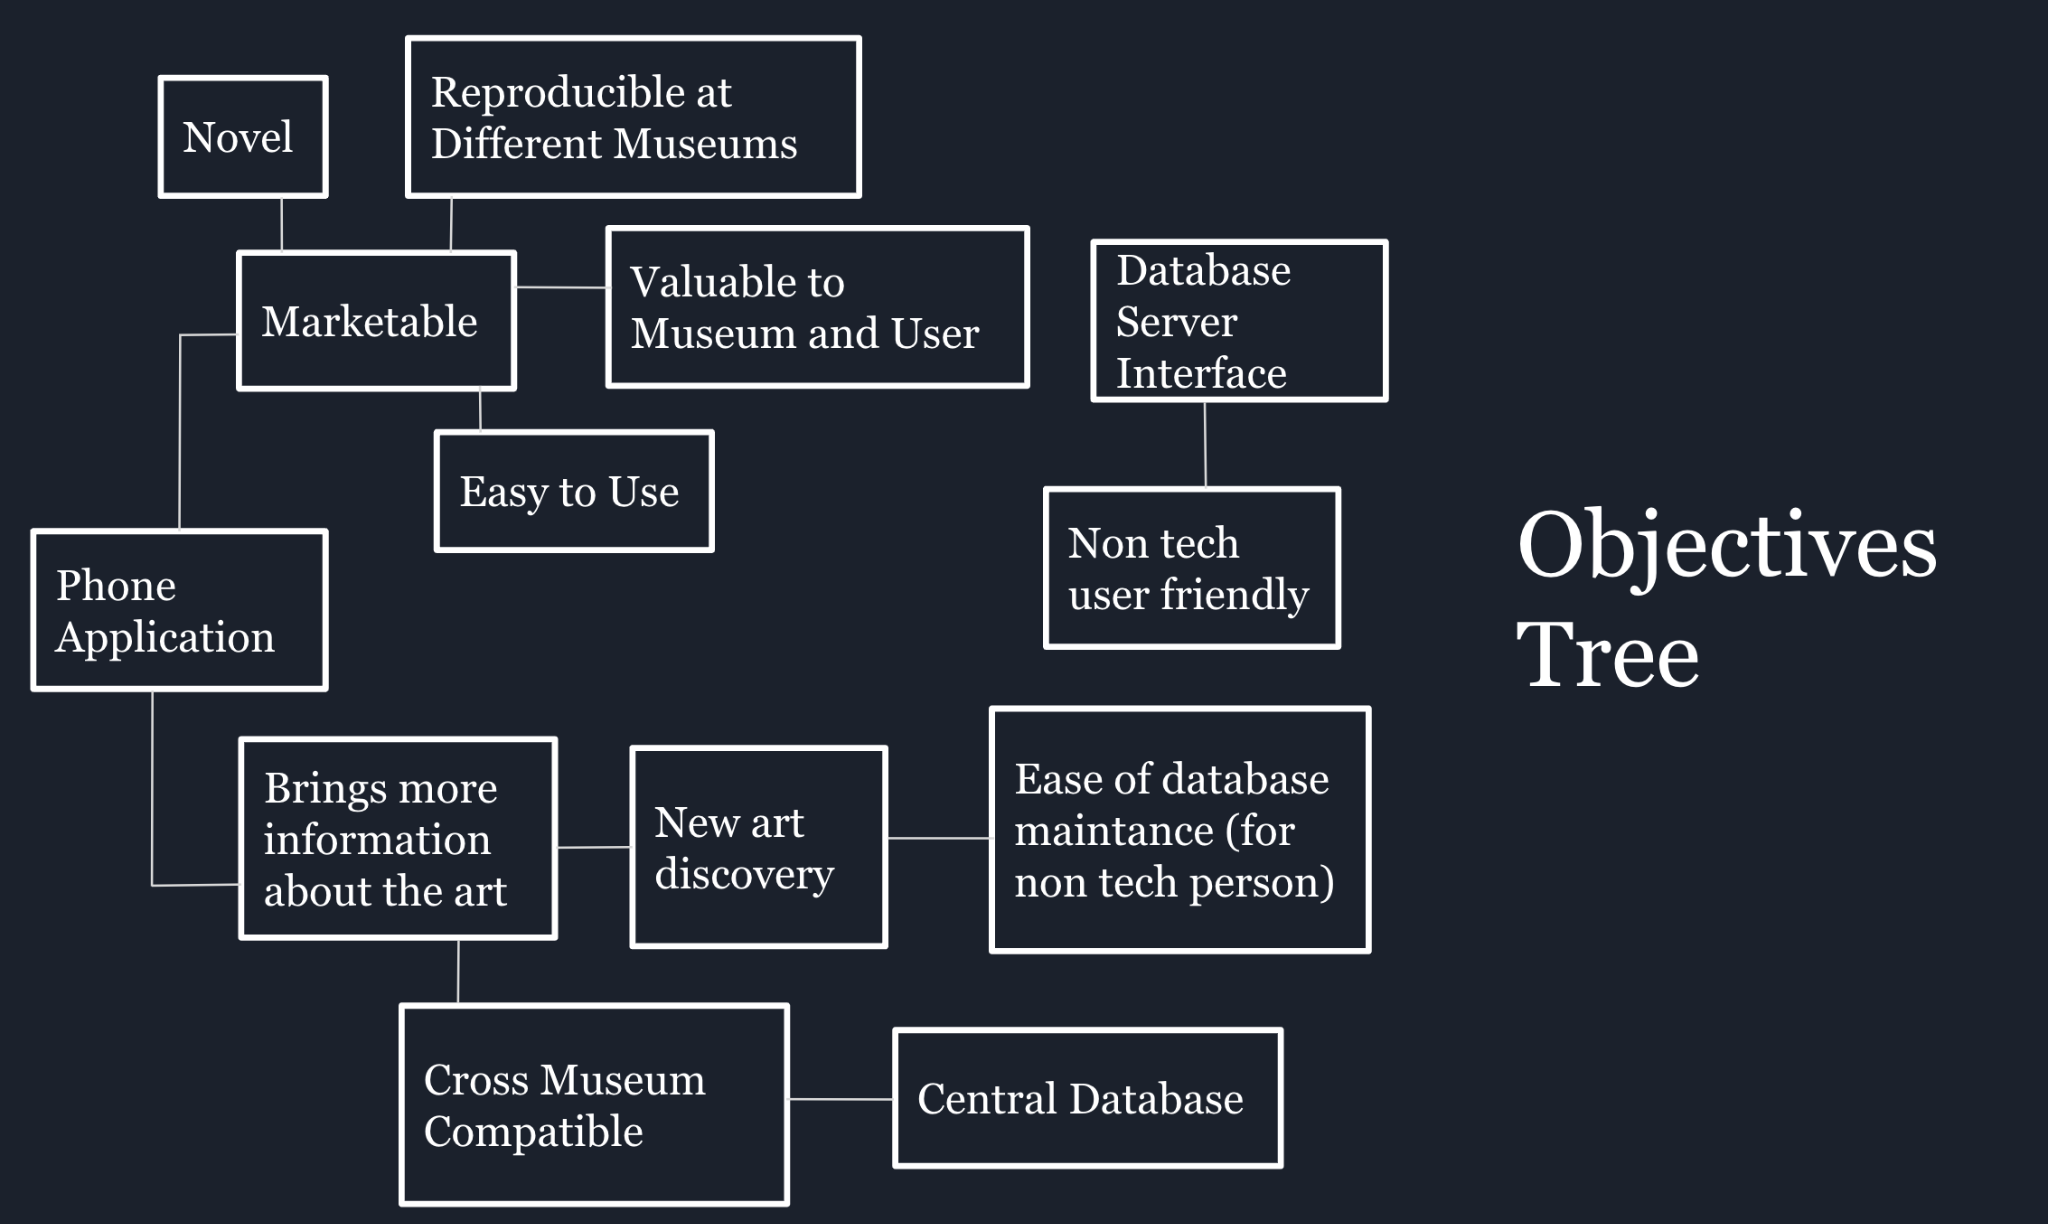 Novel
Reproducible at
Different Museums
Marketable
Valuable to
Museum and User
Database
Server
Interface
Easy to Use
Non tech
user friendly
Phone
Application
Objectives
Tree
Brings more
information
about the art
New art
discovery
Ease of database
maintance (for
non tech person)
Cross Museum
Compatible
Central Database